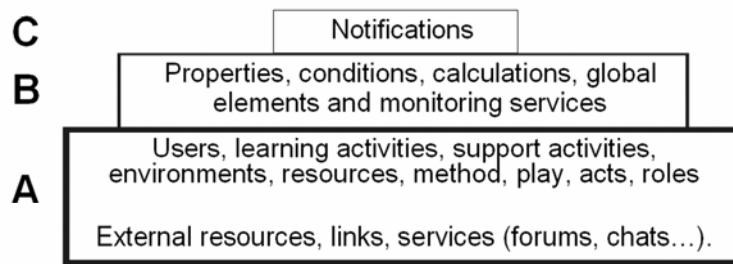 C Notifications
B Properties, conditions, calculations, global
elements and monitoring services
A Users, learning activities, support activities,
environments, resources, method, play, acts, roles
External resources, links, services (forums, chats…).